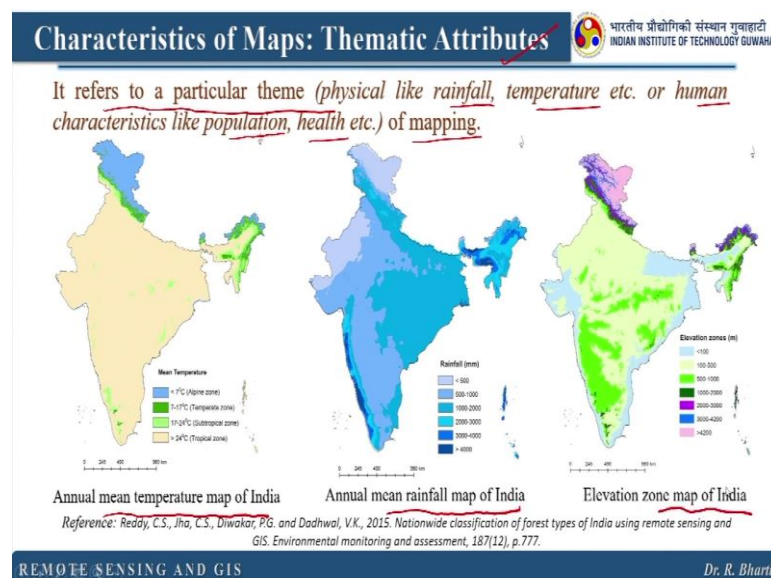 Characteristics of Maps: Thematic Attributes
भारतीय प्रौद्योगिकी संस्थान गुवाहाटी
INDIAN INSTITUTE OF TECHNOLOGY GUWAHA
It refers to a particular theme (physical like rainfall, temperature etc. or human
characteristics like population, health etc.) of mapping.
Mean Temperature
< 7°C (Alpine zone)
7-17°C (Temperate zone)
17-24°C (Subtropical zone)
> 24°C (Tropical zone)
Rainfall (mm)
< 500
500-1000
1000-2000
2000-3000
3000-4000
> 4000
Elevation zones (m)
<100
100-500
500-1000
1000-2000
2000-3000
3000-4200
>4200
Annual mean temperature map of India
Annual mean rainfall map of India
Elevation zone map of India
Reference: Reddy, C.S., Jha, C.S., Diwakar, P.G. and Dadhwal, V.K., 2015. Nationwide classification of forest types of India using remote sensing and
GIS. Environmental monitoring and assessment, 187(12), p.777.
REMOTE SENSING AND GIS
Dr. R. Bharti